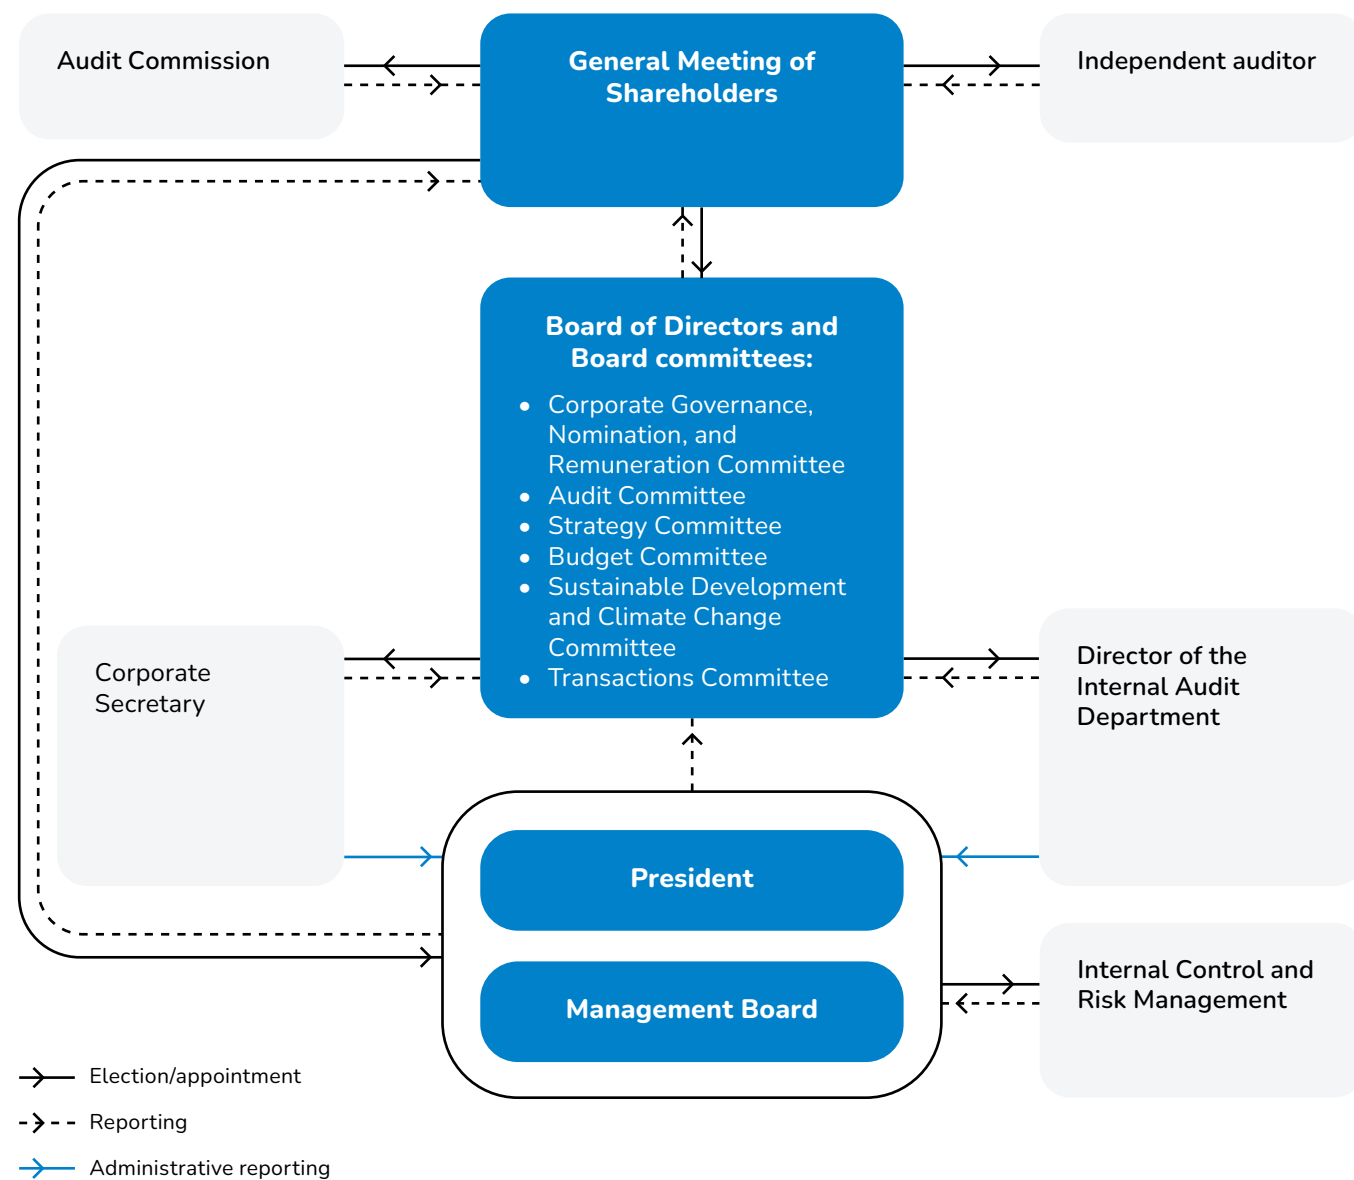 Audit Commission
General Meeting of
Shareholders
Independent auditor
Board of Directors and
Board committees:
• Corporate Governance,
Nomination, and
Remuneration Committee
• Audit Committee
• Strategy Committee
• Budget Committee
• Sustainable Development
and Climate Change
Committee
• Transactions Committee
Corporate
Secretary
Director of the
Internal Audit
Department
President
Management Board
Internal Control and
Risk Management
Election/appointment
Reporting
Administrative reporting